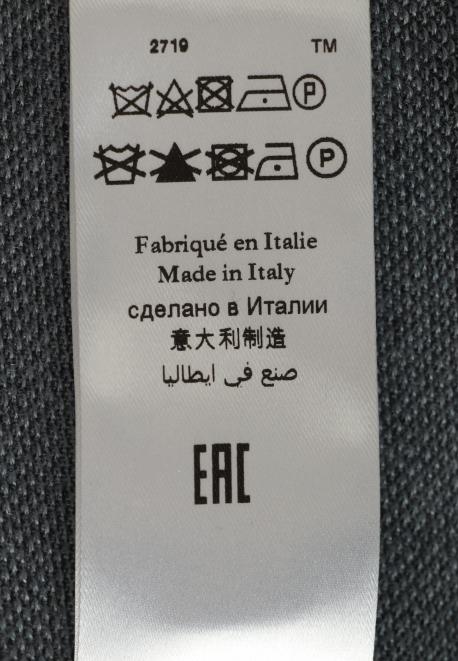 2719 TM
P
P
Fabriqué en Italie
Made in Italy
сделано в Италии
意大利制造
صنع في ايطاليا
EAC